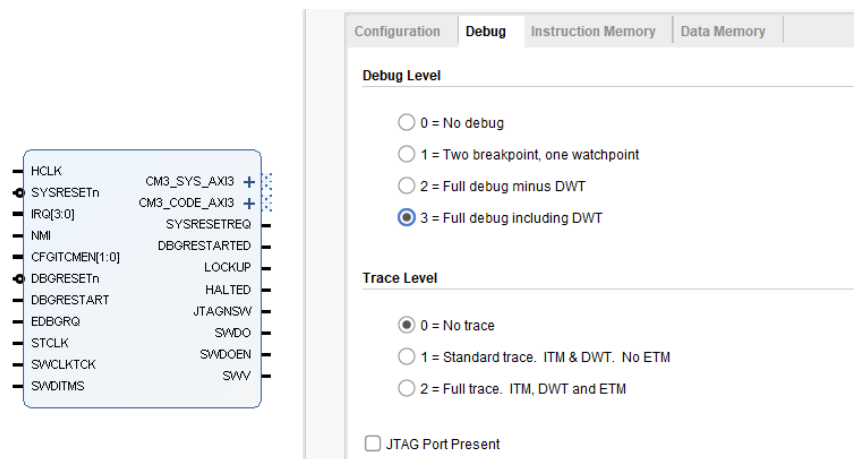 HCLK
SYSRESETn
IRQ[3:0]
NMI
CFGITCMEN[1:0]
DBGRESETn
DBGRESTART
EDBGRQ
STCLK
SWCLKTCK
SWDITMS
CM3_SYS_AXI3
CM3_CODE_AXI3
SYSRESETREQ
DBGRESTARTED
LOCKUP
HALTED
JTAGNSW
SWDO
SWDOEN
SWV
Configuration Debug Instruction Memory Data Memory
Debug Level
0 = No debug
1 = Two breakpoint, one watchpoint
2 = Full debug minus DWT
3 = Full debug including DWT
Trace Level
0 = No trace
1 = Standard trace. ITM & DWT. No ETM
2 = Full trace. ITM, DWT and ETM
JTAG Port Present